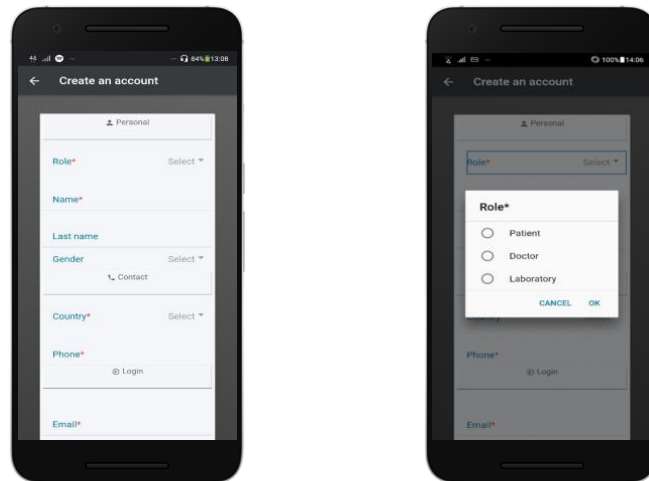 84% 13:08
Create an account
Personal
Role* Select
Name*
Last name
Gender Select
Contact
Country* Select
Phone*
Login
Email*
100% 14:06
Create an account
Personal
Role* Select
Role*
Patient
Doctor
Laboratory
CANCEL OK
Phone*
Login
Email*